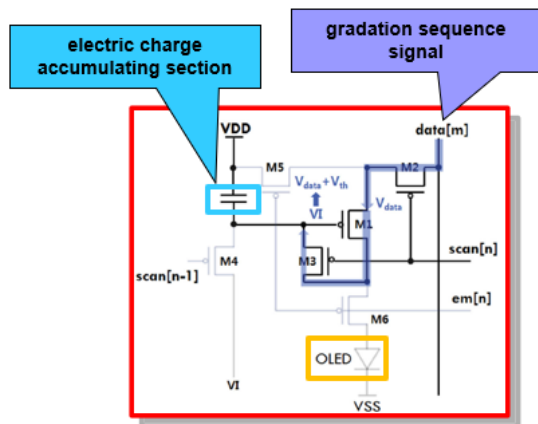 electric charge
accumulating section
gradation sequence
signal
VDD
data[m]
M5
M2
Vdata+Vth
Vdata
VI
M1
M3
scan[n]
M4
scan[n-1]
em[n]
M6
OLED
VI
VSS